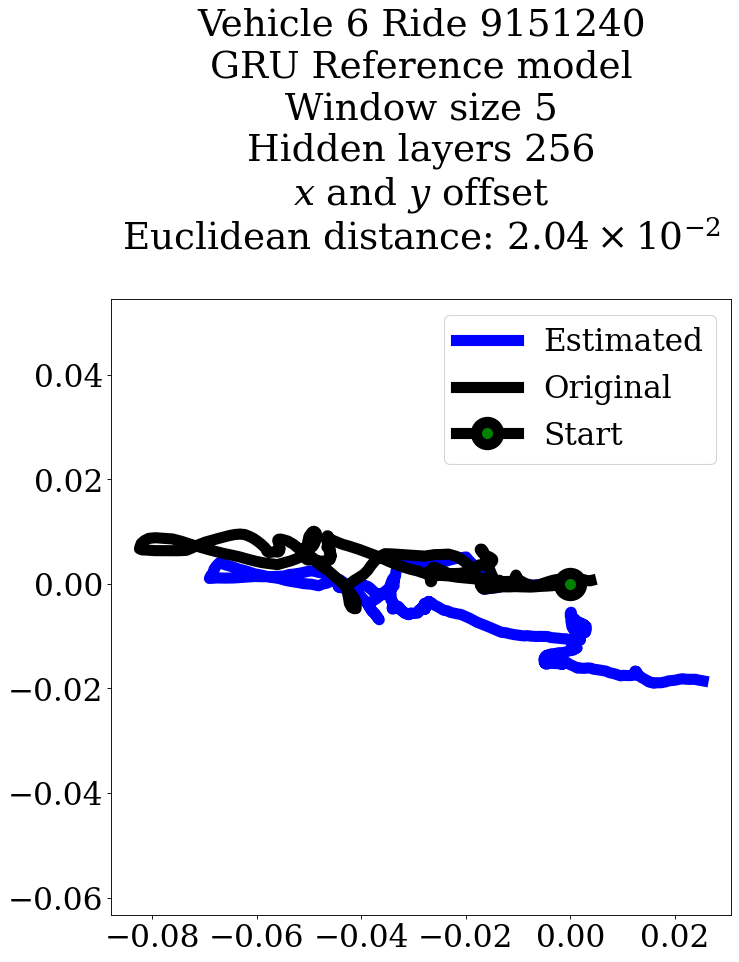 Vehicle 6 Ride 9151240
GRU Reference model
Window size 5
Hidden layers 256
x and y offset
Euclidean distance: 2.04 × 10⁻²
Estimated
Original
Start
0.04
0.02
0.00
−0.02
−0.04
−0.06
−0.08 −0.06 −0.04 −0.02 0.00 0.02